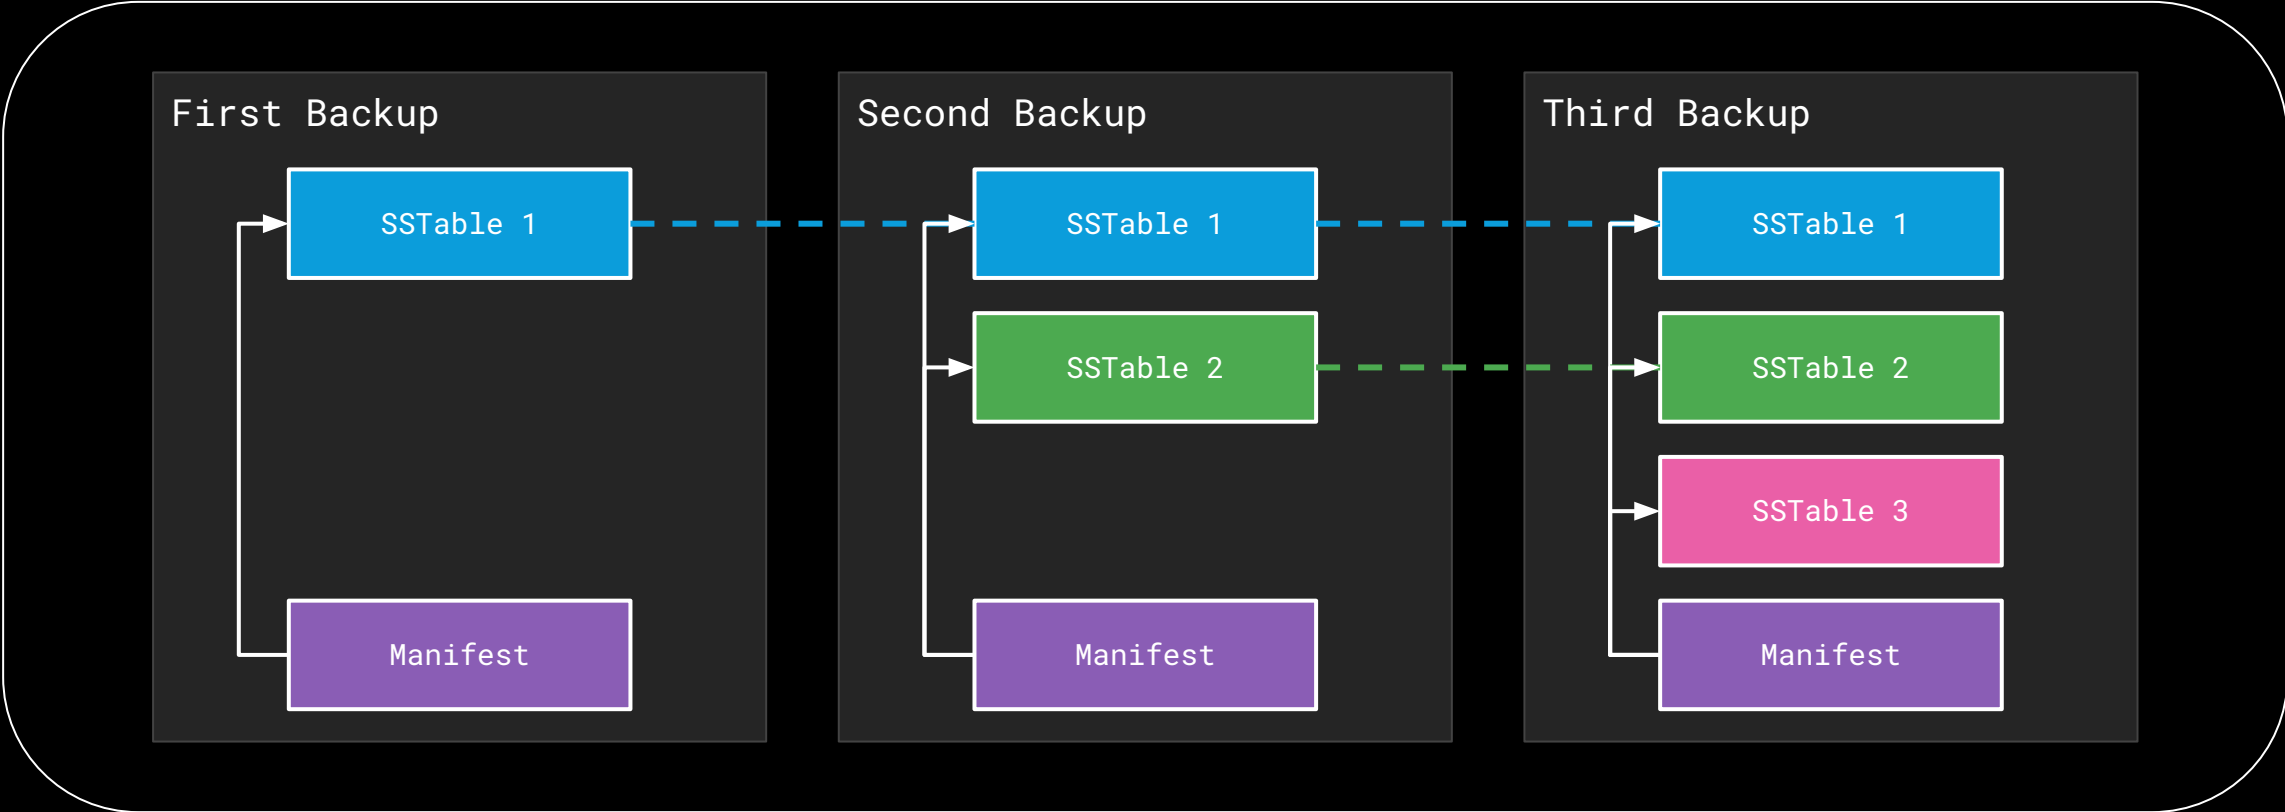 First Backup
SSTable 1
Manifest
Second Backup
SSTable 1
SSTable 2
Manifest
Third Backup
SSTable 1
SSTable 2
SSTable 3
Manifest